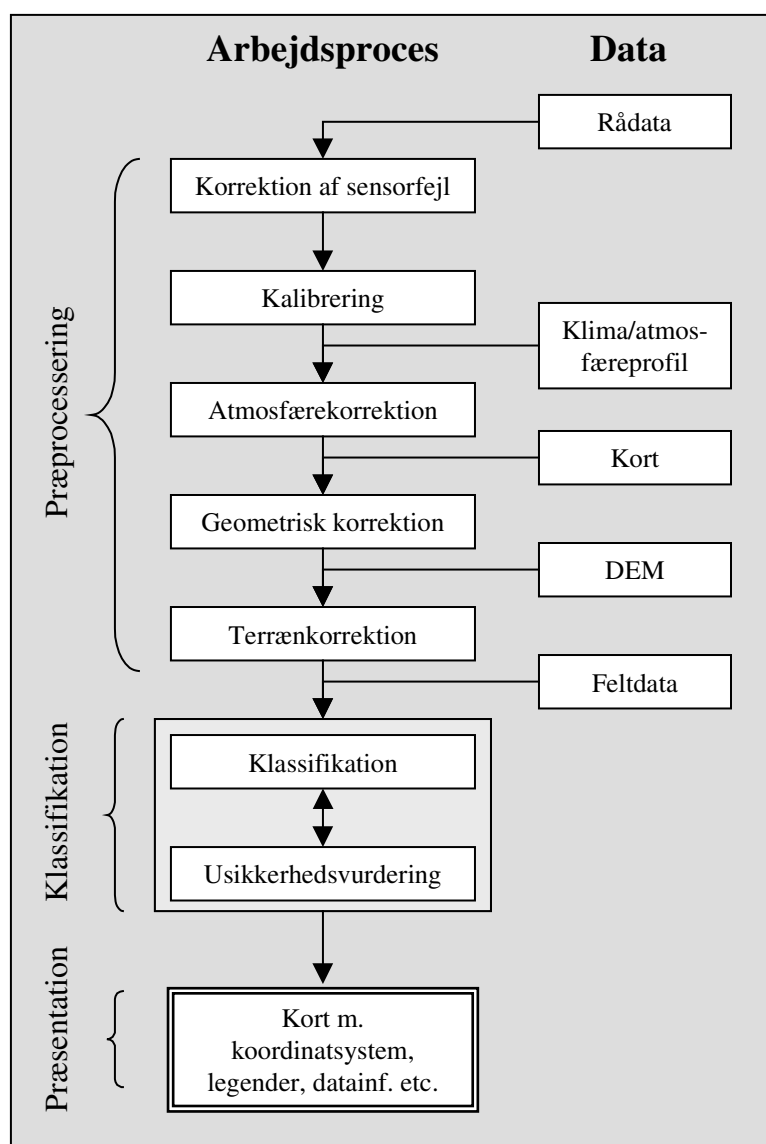 Arbejdsproces
Data
Rådata
Korrektion af sensorfejl
Kalibrering
Klima/atmos-
færeprofil
Atmosfærekorrektion
Kort
Geometrisk korrektion
DEM
Terrænkorrektion
Feltdata
Præprocessering
Klassifikation
Usikkerhedsvurdering
Klassifikation
Kort m.
koordinatsystem,
legender, datainf. etc.
Præsentation